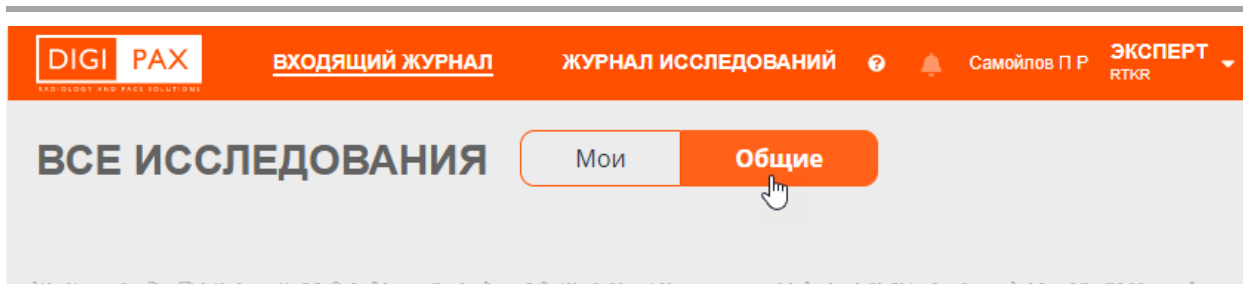 DIGI PAX
RADIOLOGY AND PACS SOLUTIONS
ВХОДЯЩИЙ ЖУРНАЛ
ЖУРНАЛ ИССЛЕДОВАНИЙ
?
Самойлов П Р
ЭКСПЕРТ
RTKR
ВСЕ ИССЛЕДОВАНИЯ
Мои
Общие